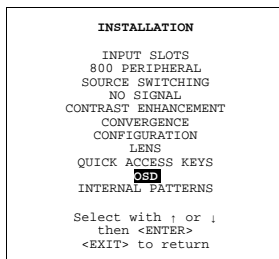 INSTALLATION
INPUT SLOTS
800 PERIPHERAL
SOURCE SWITCHING
NO SIGNAL
CONTRAST ENHANCEMENT
CONVERGENCE
CONFIGURATION
LENS
QUICK ACCESS KEYS
OSD
INTERNAL PATTERNS
Select with ↑ or ↓
then <ENTER>
<EXIT> to return